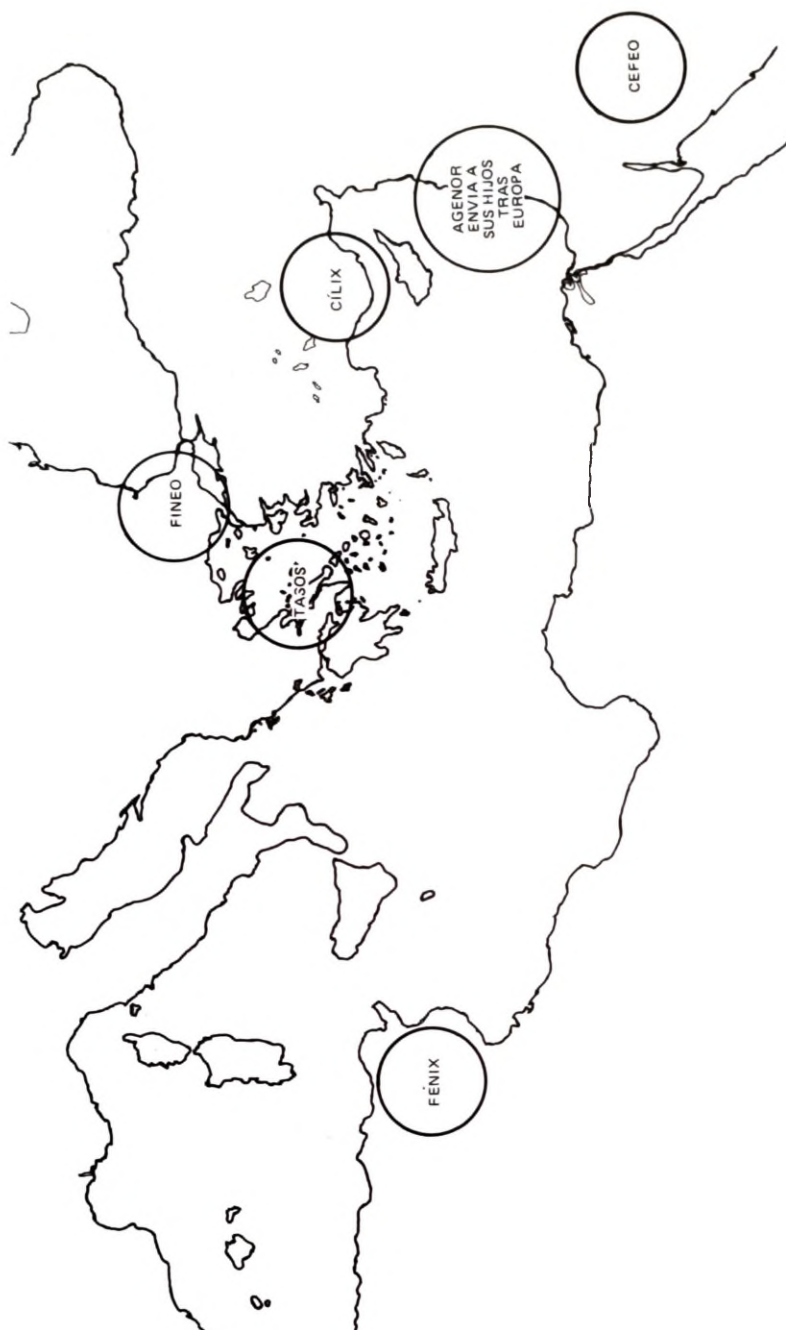 FINEO
TASOS
CÍLIX
AGENOR
ENVIA A
SUS HIJOS
TRAS
EUROPA
CEFEO
FÉNIX